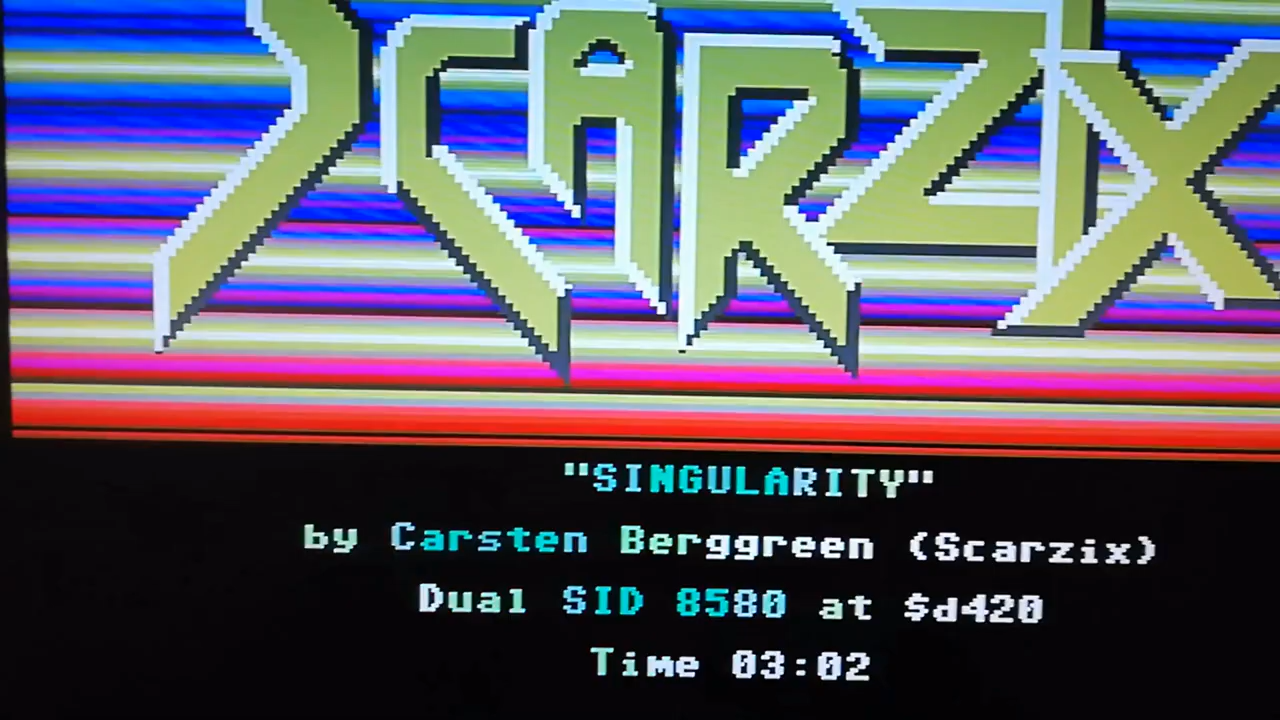 SCARZIX
"SINGULARITY"
by Carsten Berggreen (Scarzix)
Dual SID 8580 at $d420
Time 03:02